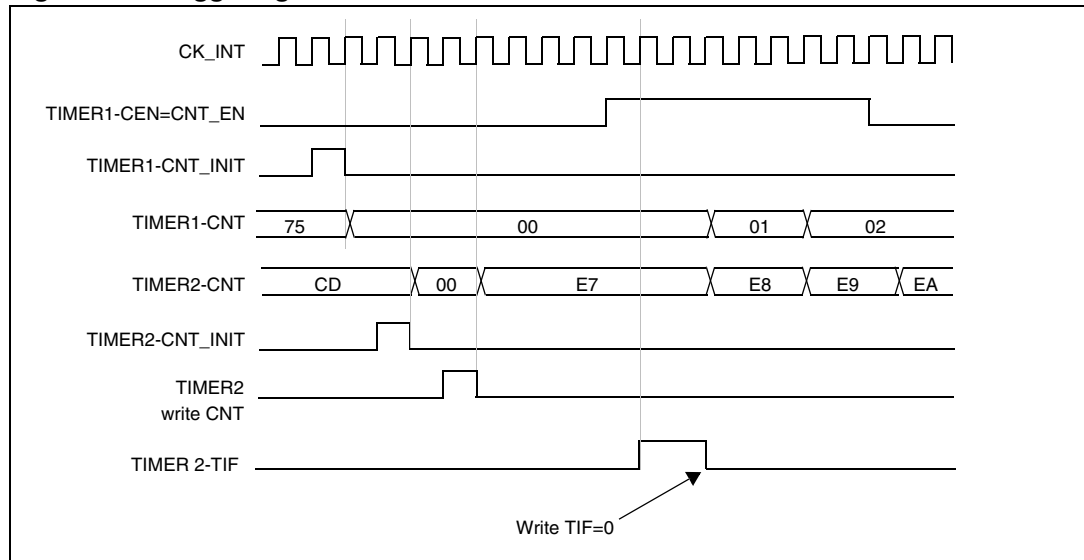 CK_INT
TIMER1-CEN=CNT_EN
TIMER1-CNT_INIT
TIMER1-CNT 75 00 01 02
TIMER2-CNT CD 00 E7 E8 E9 EA
TIMER2-CNT_INIT
TIMER2
write CNT
TIMER 2-TIF
Write TIF=0